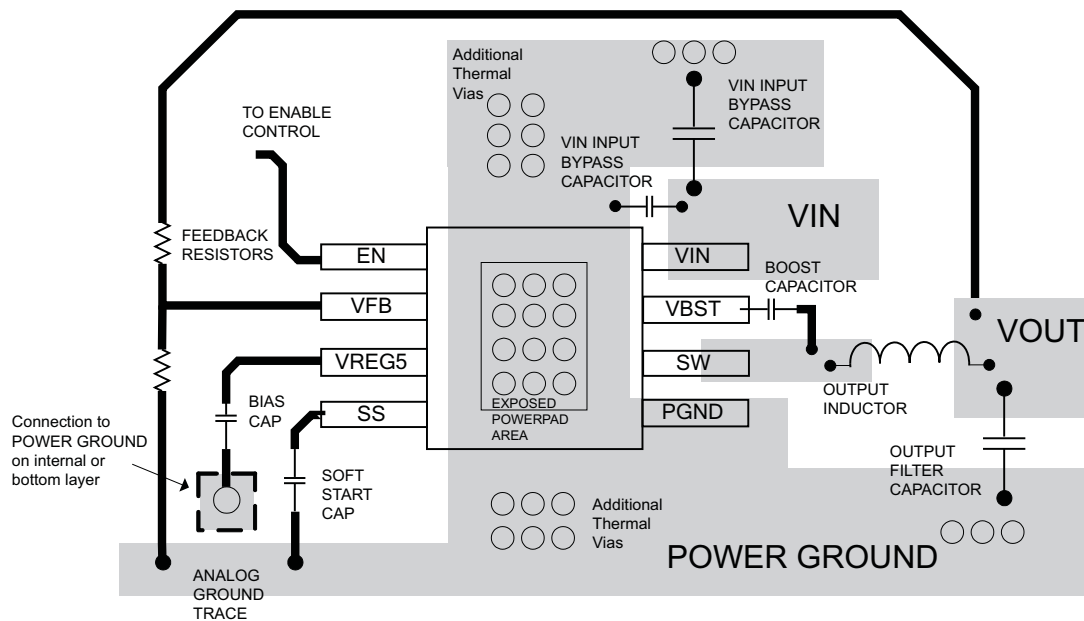 Additional
Thermal
Vias
VIN INPUT
BYPASS
CAPACITOR
TO ENABLE
CONTROL
VIN INPUT
BYPASS
CAPACITOR
VIN
FEEDBACK
RESISTORS
EN
VIN
BOOST
CAPACITOR
VFB
VBST
VOUT
VREG5
SW
OUTPUT
INDUCTOR
BIAS
CAP
SS
EXPOSED
POWERPAD
AREA
PGND
Connection to
POWER GROUND
on internal or
bottom layer
SOFT
START
CAP
OUTPUT
FILTER
CAPACITOR
Additional
Thermal
Vias
POWER GROUND
ANALOG
GROUND
TRACE